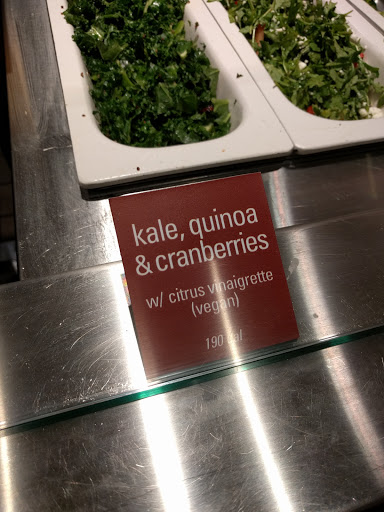 kale, quinoa
& cranberries
w/ citrus vinaigrette
(vegan)
190 cal